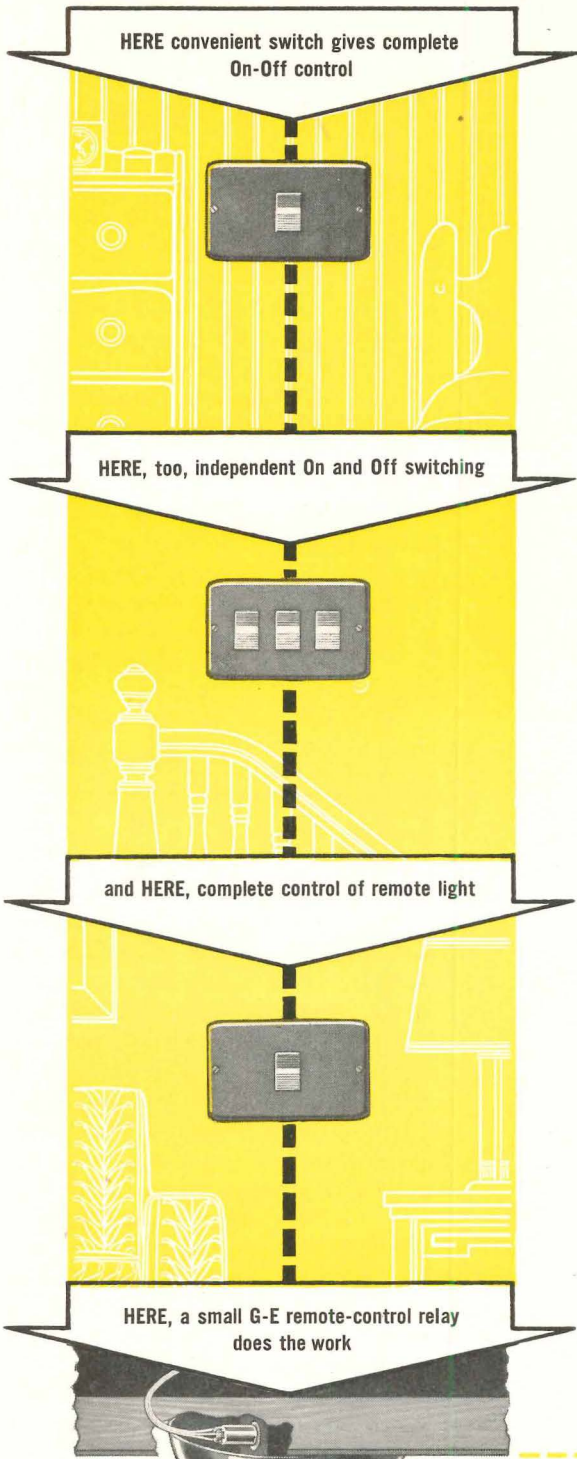 HERE convenient switch gives complete
On-Off control
HERE, too, independent On and Off switching
and HERE, complete control of remote light
HERE, a small G-E remote-control relay
does the work